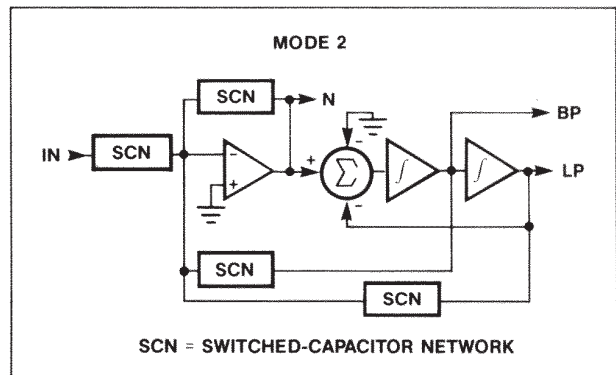 MODE 2
SCN
N
BP
IN
SCN
−
+
+
−
Σ
−
∫
∫
LP
SCN
SCN
SCN = SWITCHED-CAPACITOR NETWORK